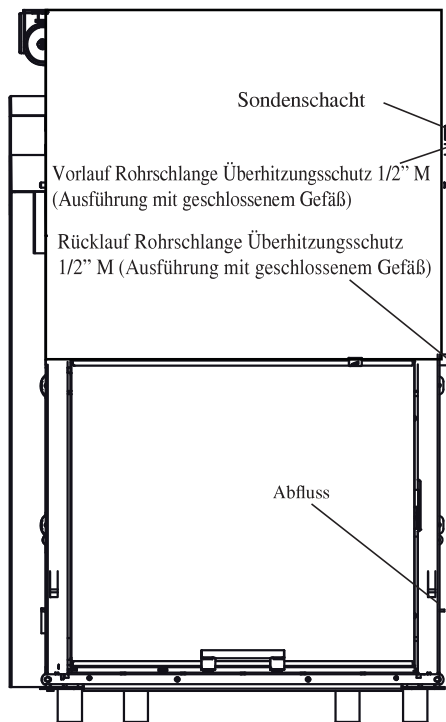 Sondenschacht
Vorlauf Rohrschlange Überhitzungsschutz 1/2” M
(Ausführung mit geschlossenem Gefäß)
Rücklauf Rohrschlange Überhitzungsschutz
1/2” M (Ausführung mit geschlossenem Gefäß)
Abfluss